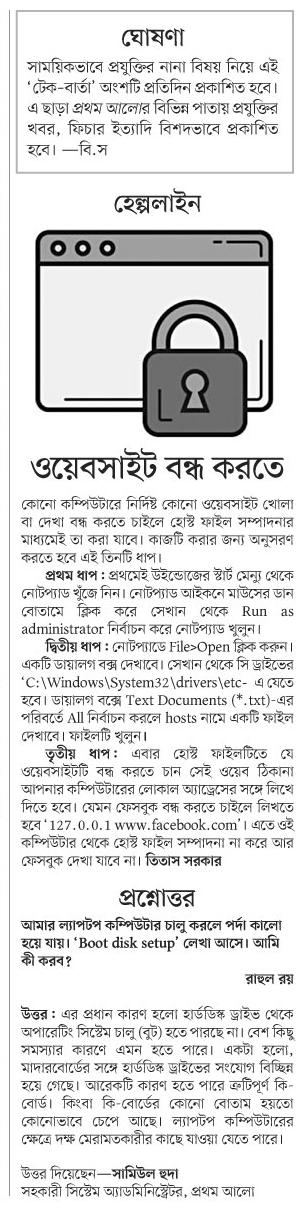 ঘোষণা
সাময়িকভাবে প্রযুক্তির নানা বিষয় নিয়ে এই
‘টেক-বার্তা’ অংশটি প্রতিদিন প্রকাশিত হবে।
এ ছাড়া প্রথম আলোর বিভিন্ন পাতায় প্রযুক্তির
খবর, ফিচার ইত্যাদি বিশদভাবে প্রকাশিত
হবে। —বি.স
হেল্পলাইন
ওয়েবসাইট বন্ধ করতে
কোনো কম্পিউটারে নির্দিষ্ট কোনো ওয়েবসাইট খোলা
বা দেখা বন্ধ করতে চাইলে হোস্ট ফাইল সম্পাদনার
মাধ্যমেই তা করা যাবে। কাজটি করার জন্য অনুসরণ
করতে হবে এই তিনটি ধাপ।
প্রথম ধাপ : প্রথমেই উইন্ডোজের স্টার্ট মেন্যু থেকে
নোটপ্যাড খুঁজে নিন। নোটপ্যাড আইকনে মাউসের ডান
বোতামে ক্লিক করে সেখান থেকে Run as
administrator নির্বাচন করে নোটপ্যাড খুলুন।
দ্বিতীয় ধাপ : নোটপ্যাডে File>Open ক্লিক করুন।
একটি ডায়ালগ বক্স দেখাবে। সেখান থেকে সি ড্রাইভের
‘C:\Windows\System32\drivers\etc- এ যেতে
হবে। ডায়ালগ বক্সে Text Documents (*.txt)-এর
পরিবর্তে All নির্বাচন করলে hosts নামে একটি ফাইল
দেখাবে। ফাইলটি খুলুন।
তৃতীয় ধাপ : এবার হোস্ট ফাইলটিতে যে
ওয়েবসাইটটি বন্ধ করতে চান সেই ওয়েব ঠিকানা
আপনার কম্পিউটারের লোকাল অ্যাড্রেসের সঙ্গে লিখে
দিতে হবে। যেমন ফেসবুক বন্ধ করতে চাইলে লিখতে
হবে ‘127.0.0.1 www.facebook.com’। এতে ওই
কম্পিউটার থেকে হোস্ট ফাইল সম্পাদনা না করে আর
ফেসবুক দেখা যাবে না। তিতাস সরকার
প্রশ্নোত্তর
আমার ল্যাপটপ কম্পিউটার চালু করলে পর্দা কালো
হয়ে যায়। ‘Boot disk setup’ লেখা আসে। আমি
কী করব?
রাহুল রয়
উত্তর : এর প্রধান কারণ হলো হার্ডডিস্ক ড্রাইভ থেকে
অপারেটিং সিস্টেম চালু (বুট) হতে পারছে না। বেশ কিছু
সমস্যার কারণে এমন হতে পারে। একটা হলো,
মাদারবোর্ডের সঙ্গে হার্ডডিস্ক ড্রাইভের সংযোগ বিচ্ছিন্ন
হয়ে গেছে। আরেকটি কারণ হতে পারে ত্রুটিপূর্ণ কি-
বোর্ড। কিংবা কি-বোর্ডের কোনো বোতাম হয়তো
কোনোভাবে চেপে আছে। ল্যাপটপ কম্পিউটারের
ক্ষেত্রে দক্ষ মেরামতকারীর কাছে যাওয়া যেতে পারে।
উত্তর দিয়েছেন—সামিউল হুদা
সহকারী সিস্টেম অ্যাডমিনিস্ট্রেটর, প্রথম আলো